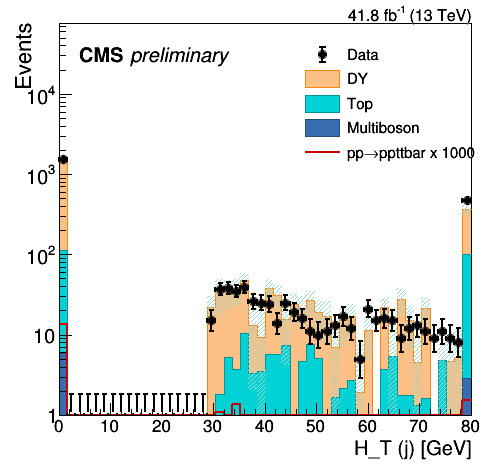 41.8 fb⁻¹ (13 TeV)
Events
CMS preliminary
Data
DY
Top
Multiboson
pp→ppttbar x 1000
10⁴
10³
10²
10
1
0 10 20 30 40 50 60 70 80
H_T (j) [GeV]